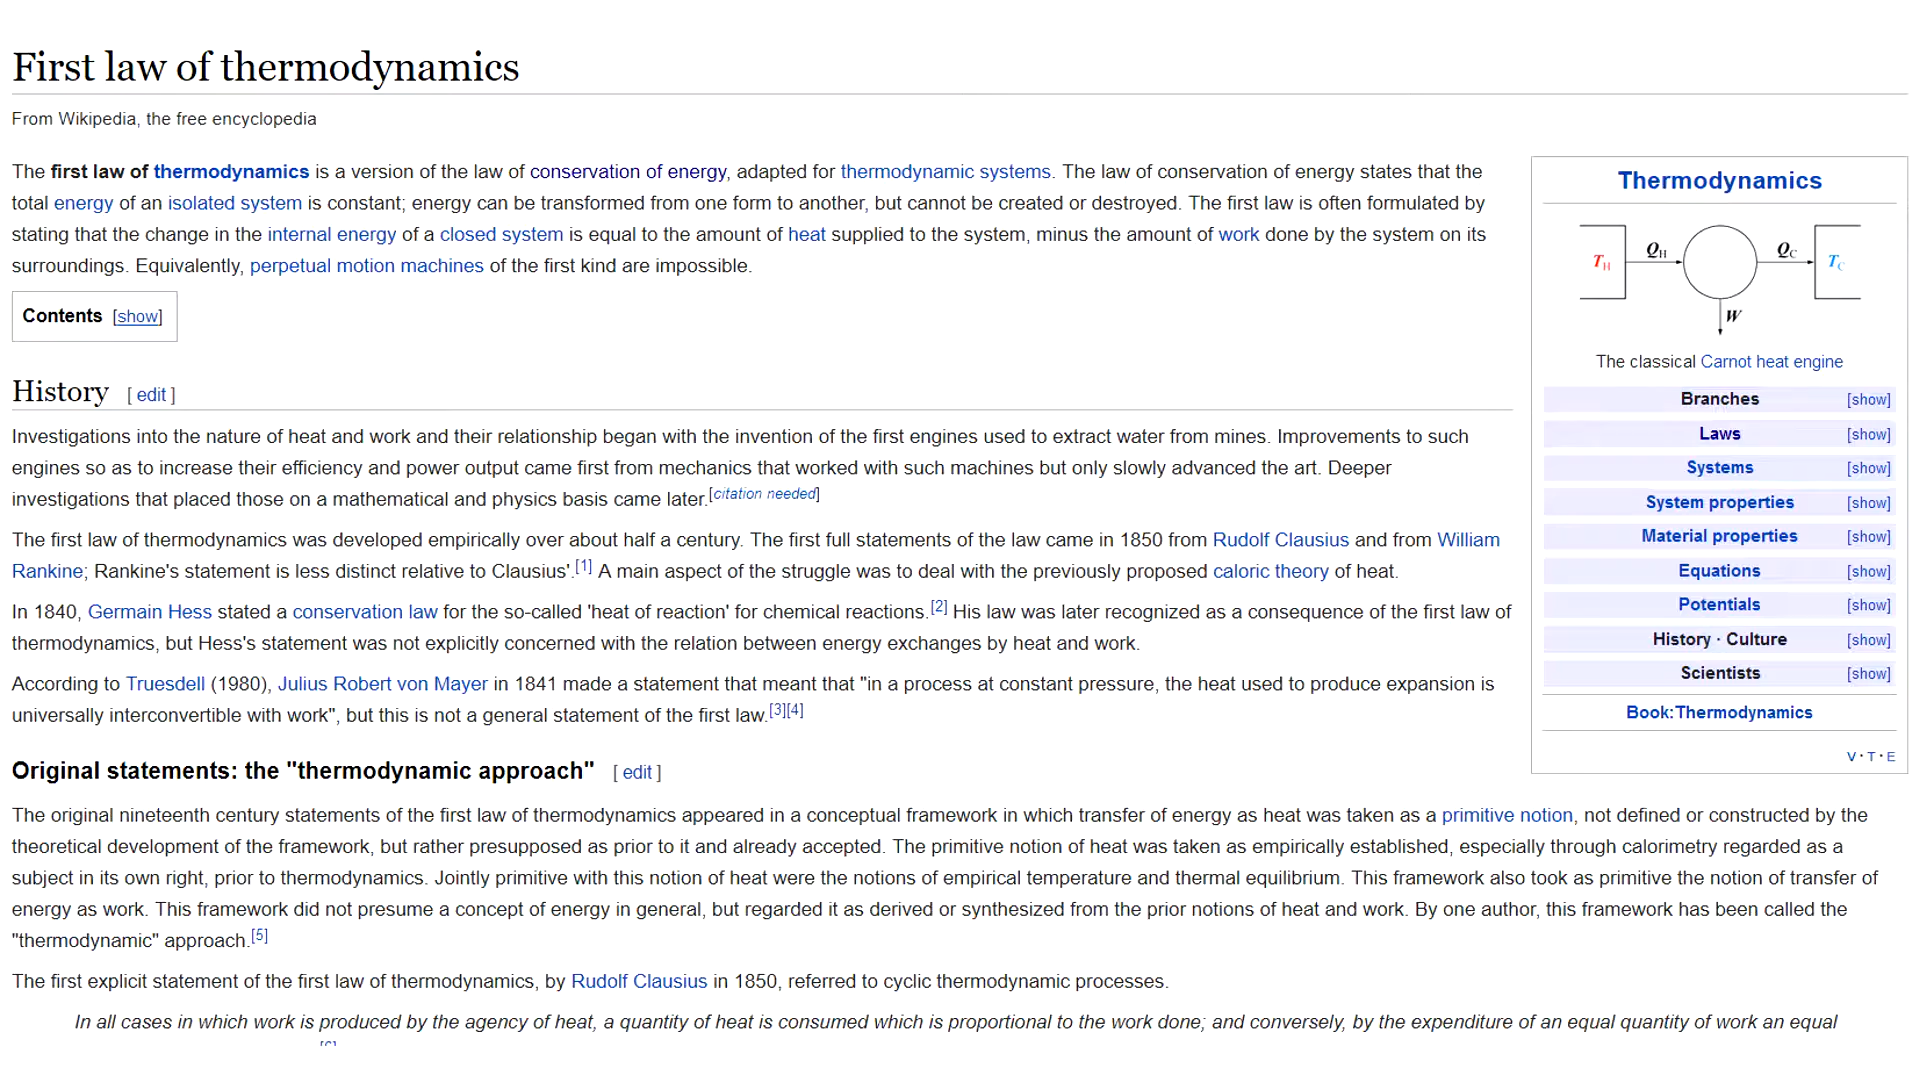 First law of thermodynamics
From Wikipedia, the free encyclopedia
The first law of thermodynamics is a version of the law of conservation of energy, adapted for thermodynamic systems. The law of conservation of energy states that the
total energy of an isolated system is constant; energy can be transformed from one form to another, but cannot be created or destroyed. The first law is often formulated by
stating that the change in the internal energy of a closed system is equal to the amount of heat supplied to the system, minus the amount of work done by the system on its
surroundings. Equivalently, perpetual motion machines of the first kind are impossible.
Contents [show]
History [ edit ]
Investigations into the nature of heat and work and their relationship began with the invention of the first engines used to extract water from mines. Improvements to such
engines so as to increase their efficiency and power output came first from mechanics that worked with such machines but only slowly advanced the art. Deeper
investigations that placed those on a mathematical and physics basis came later.[citation needed]
The first law of thermodynamics was developed empirically over about half a century. The first full statements of the law came in 1850 from Rudolf Clausius and from William
Rankine; Rankine's statement is less distinct relative to Clausius'.[1] A main aspect of the struggle was to deal with the previously proposed caloric theory of heat.
In 1840, Germain Hess stated a conservation law for the so-called 'heat of reaction' for chemical reactions.[2] His law was later recognized as a consequence of the first law of
thermodynamics, but Hess's statement was not explicitly concerned with the relation between energy exchanges by heat and work.
According to Truesdell (1980), Julius Robert von Mayer in 1841 made a statement that meant that "in a process at constant pressure, the heat used to produce expansion is
universally interconvertible with work", but this is not a general statement of the first law.[3][4]
Thermodynamics
TH QH QC TC
W
The classical Carnot heat engine
Branches [show]
Laws [show]
Systems [show]
System properties [show]
Material properties [show]
Equations [show]
Potentials [show]
History · Culture [show]
Scientists [show]
Book:Thermodynamics
V · T · E
Original statements: the "thermodynamic approach" [ edit ]
The original nineteenth century statements of the first law of thermodynamics appeared in a conceptual framework in which transfer of energy as heat was taken as a primitive notion, not defined or constructed by the
theoretical development of the framework, but rather presupposed as prior to it and already accepted. The primitive notion of heat was taken as empirically established, especially through calorimetry regarded as a
subject in its own right, prior to thermodynamics. Jointly primitive with this notion of heat were the notions of empirical temperature and thermal equilibrium. This framework also took as primitive the notion of transfer of
energy as work. This framework did not presume a concept of energy in general, but regarded it as derived or synthesized from the prior notions of heat and work. By one author, this framework has been called the
"thermodynamic" approach.[5]
The first explicit statement of the first law of thermodynamics, by Rudolf Clausius in 1850, referred to cyclic thermodynamic processes.
In all cases in which work is produced by the agency of heat, a quantity of heat is consumed which is proportional to the work done; and conversely, by the expenditure of an equal quantity of work an equal